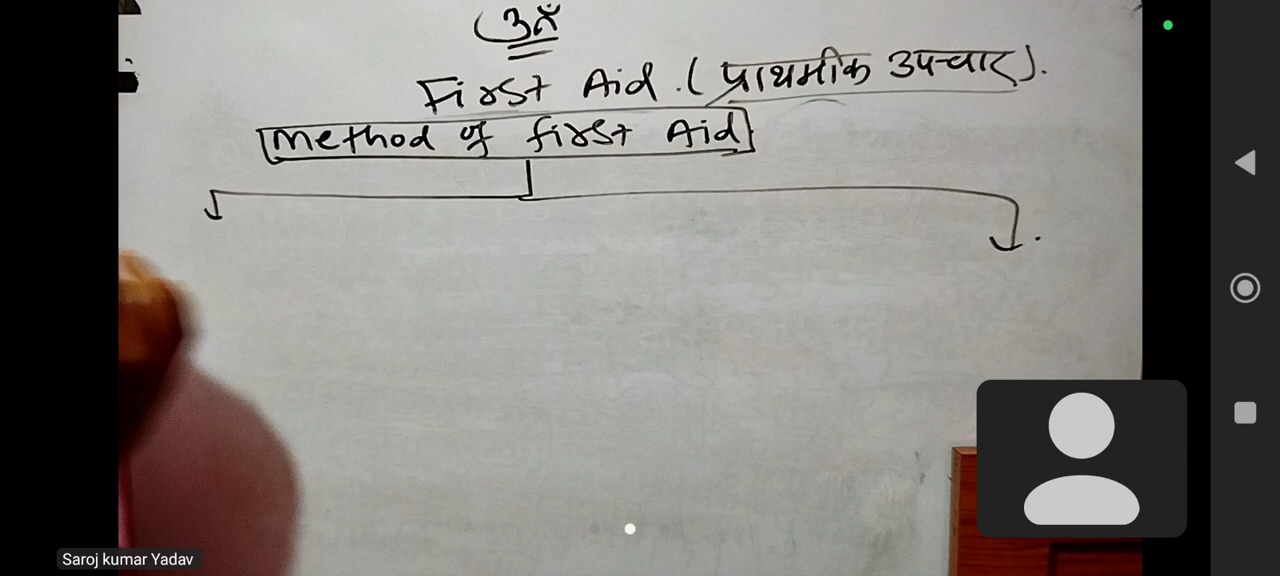 ॐ
First Aid. (प्राथमीक उपचार).
Method of first Aid
Saroj kumar Yadav